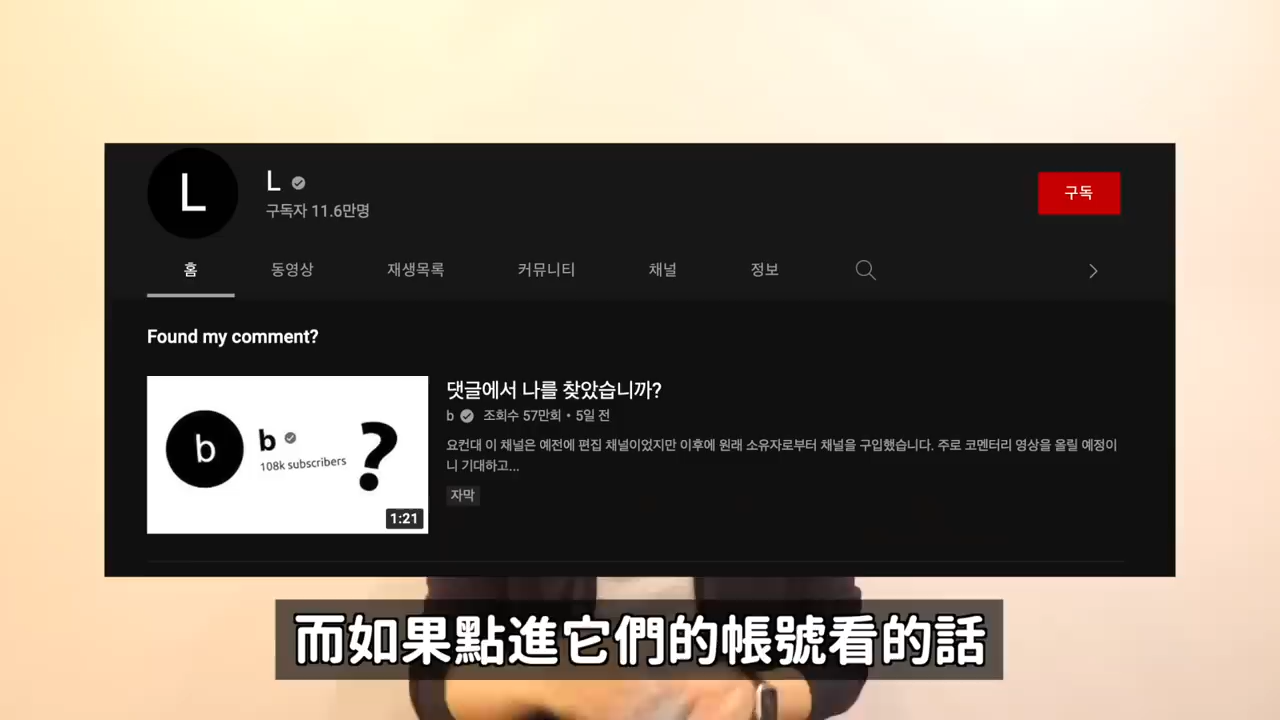 L
L
구독자 11.6만명
구독
홈 동영상 재생목록 커뮤니티 채널 정보
Found my comment?
b
b
108k subscribers
?
1:21
댓글에서 나를 찾았습니까?
b 조회수 57만회 • 5일 전
요컨대 이 채널은 예전에 편집 채널이었지만 이후에 원래 소유자로부터 채널을 구입했습니다. 주로 코멘터리 영상을 올릴 예정이
니 기대하고...
자막
而如果點進它們的帳號看的話